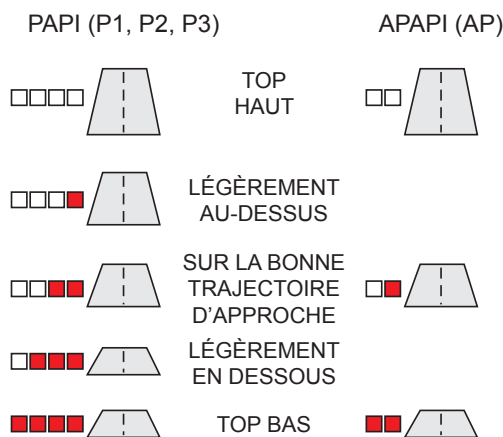 PAPI (P1, P2, P3)
APAPI (AP)
TOP
HAUT
LÉGÈREMENT
AU-DESSUS
SUR LA BONNE
TRAJECTOIRE
D'APPROCHE
LÉGÈREMENT
EN DESSOUS
TOP BAS